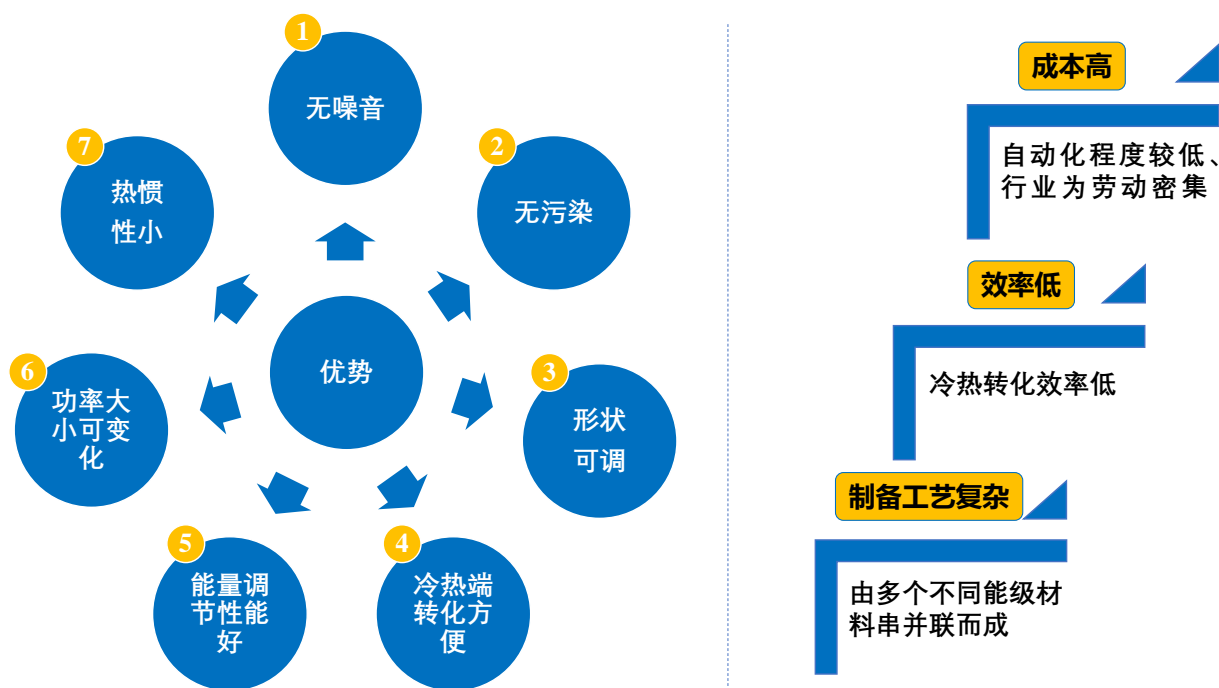 1
无噪音
2
无污染
3
形状
可调
4
冷热端
转化方
便
5
能量调
节性能
好
6
功率大
小可变
化
7
热惯
性小
优势
成本高
自动化程度较低、
行业为劳动密集
效率低
冷热转化效率低
制备工艺复杂
由多个不同能级材
料串并联而成